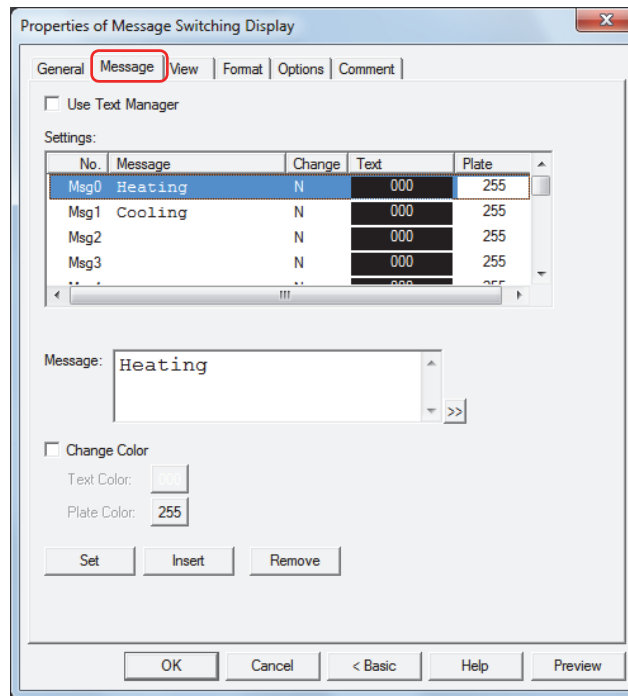 Properties of Message Switching Display
General Message View Format Options Comment
Use Text Manager
Settings:
No. Message Change Text Plate
Msg0 Heating N 000 255
Msg1 Cooling N 000 255
Msg2 N 000 255
Msg3 N 000 255
Message: Heating
>>
Change Color
Text Color: 000
Plate Color: 255
Set Insert Remove
OK Cancel < Basic Help Preview